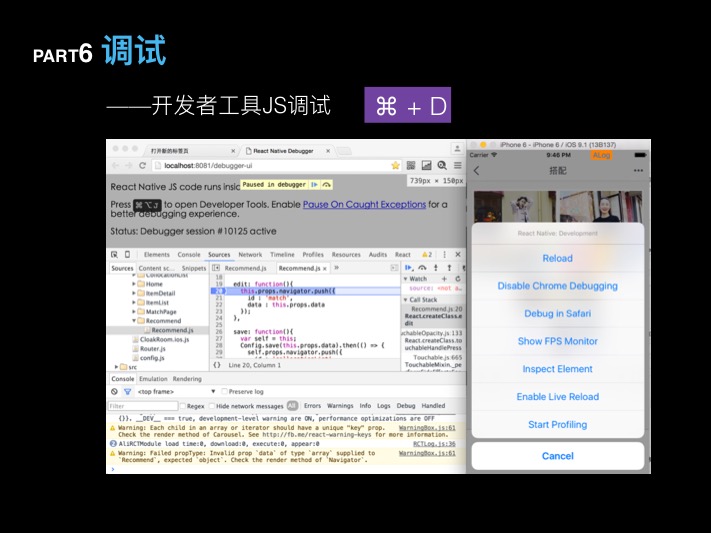 PART6 调试
——开发者工具JS调试 ⌘ + D
打开新的标签页 × React Native Debugger ×
localhost:8081/debugger-ui
React Native JS code runs insid
Paused in debugger
739px × 150px
Press ⌘⌥J to open Developer Tools. Enable Pause On Caught Exceptions for a
better debugging experience.
Status: Debugger session #10125 active
Elements Console Sources Network Timeline Profiles Resources Audits React 2
Sources Content sc... Snippets
Home
ItemDetail
ItemList
MatchPage
Recommend
Recommend.js
CloakRoom.ios.js
Router.js
config.js
src
Recommend.js Recommend.js ×
18
19 edit: function(){
20 this.props.navigator.push({
21 id : 'match',
22 data : this.props.data
23 });
24 },
25
26 save: function(){
27 var self = this;
28 Config.save(this.props.data).then(() => {
29 self.props.navigator.push({
{} Line 20, Column 1
Watch
source: <not a…
Call Stack
Recommend.js:20
React.createClass.e
dit
uchableOpacity.js:133
React.createClass.to
uchableHandlePress
Touchable.js:665
TouchableMixin._pe
Console Emulation Rendering
<top frame> Preserve log
Filter Regex Hide network messages All Errors Warnings Info Logs Debug Handled
{}}, __DEV__ === true, development-level warning are ON, performance optimizations are OFF
Warning: Each child in an array or iterator should have a unique "key" prop.
Check the render method of Carousel. See http://fb.me/react-warning-keys for more information.
WarningBox.js:61
2 AliRCTModule load time:0, download:0, execute:0, appear:0 RCTLog.js:36
Warning: Failed propType: Invalid prop `data` of type `array` supplied to
`Recommend`, expected `object`. Check the render method of `Navigator`.
WarningBox.js:61
iPhone 6 - iPhone 6 / iOS 9.1 (13B137)
Carrier 9:46 PM ALog
搭配
React Native: Development
Reload
Disable Chrome Debugging
Debug in Safari
Show FPS Monitor
Inspect Element
Enable Live Reload
Start Profiling
Cancel